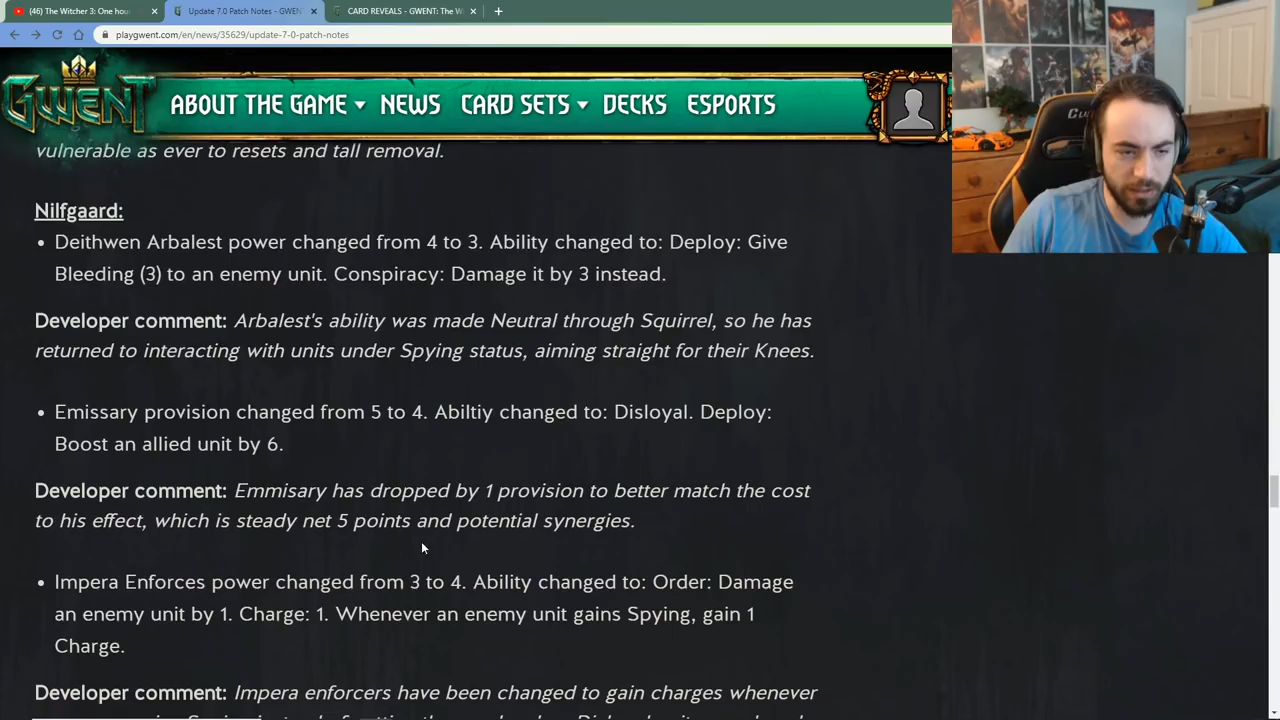 (46) The Witcher 3: One hou
Update 7.0 Patch Notes - GWENT
CARD REVEALS - GWENT: The W
playgwent.com/en/news/35629/update-7-0-patch-notes
GWENT
ABOUT THE GAME NEWS CARD SETS DECKS ESPORTS
vulnerable as ever to resets and tall removal.
Nilfgaard:
• Deithwen Arbalest power changed from 4 to 3. Ability changed to: Deploy: Give
Bleeding (3) to an enemy unit. Conspiracy: Damage it by 3 instead.
Developer comment: Arbalest's ability was made Neutral through Squirrel, so he has
returned to interacting with units under Spying status, aiming straight for their Knees.
• Emissary provision changed from 5 to 4. Abiltiy changed to: Disloyal. Deploy:
Boost an allied unit by 6.
Developer comment: Emmisary has dropped by 1 provision to better match the cost
to his effect, which is steady net 5 points and potential synergies.
• Impera Enforces power changed from 3 to 4. Ability changed to: Order: Damage
an enemy unit by 1. Charge: 1. Whenever an enemy unit gains Spying, gain 1
Charge.
Developer comment: Impera enforcers have been changed to gain charges whenever